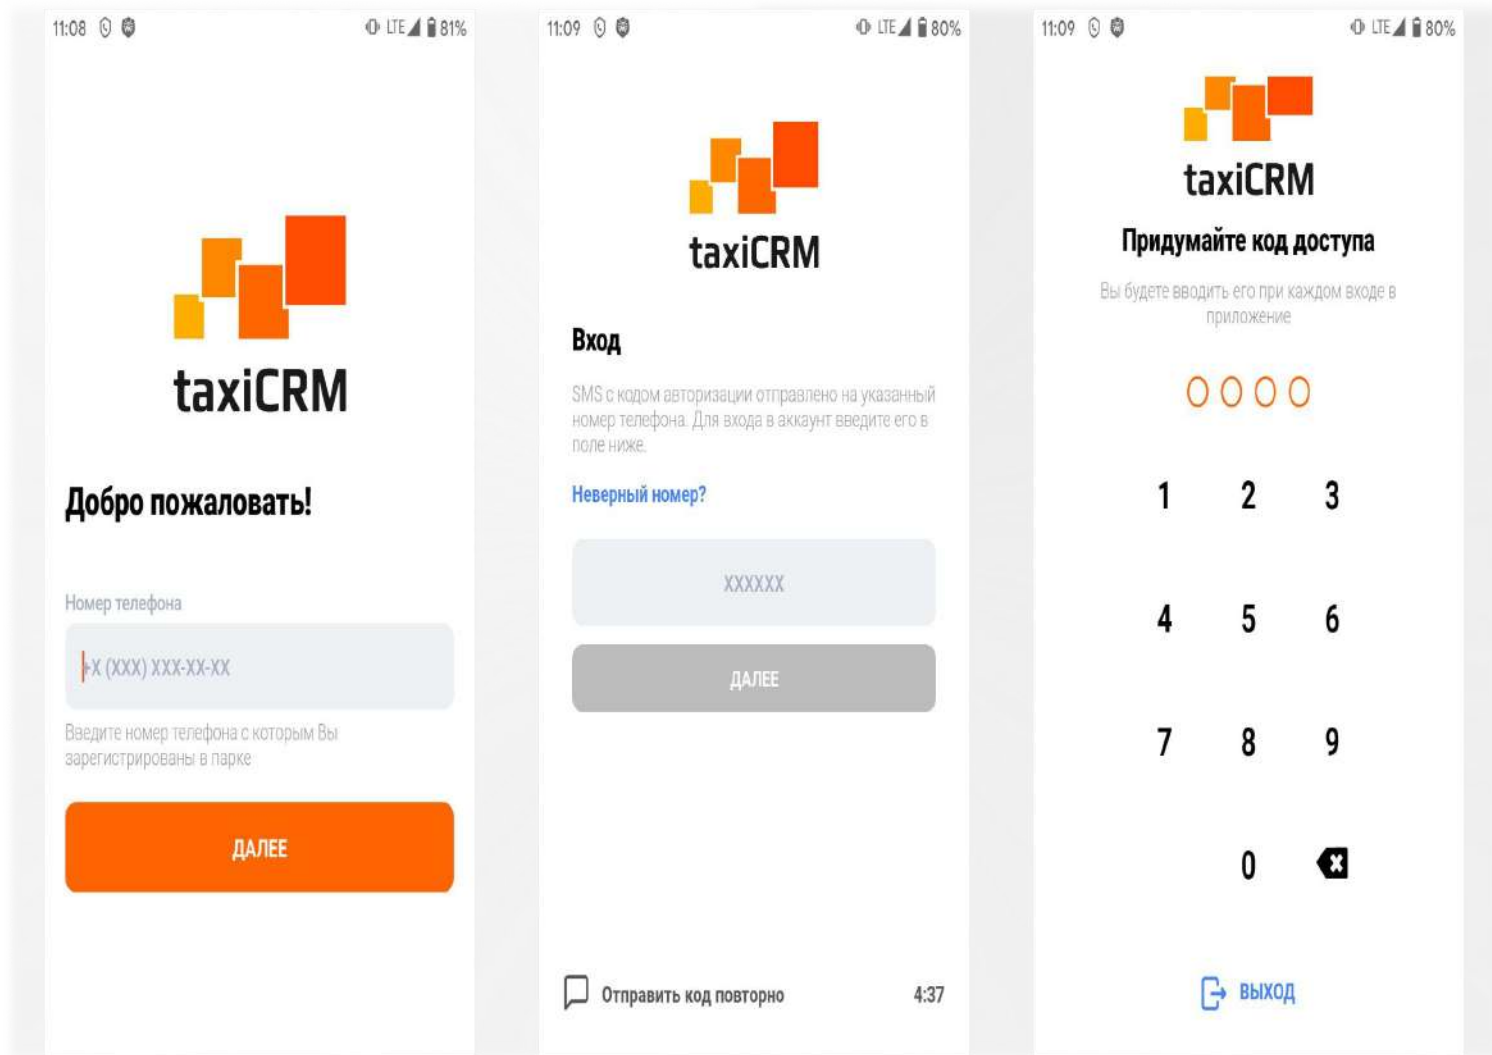 11:08
LTE
81%
taxiCRM
Добро пожаловать!
Номер телефона
+X (XXX) XXX-XX-XX
Введите номер телефона с которым Вы
зарегистрированы в парке
ДАЛЕЕ
11:09
LTE
80%
taxiCRM
Вход
SMS с кодом авторизации отправлено на указанный
номер телефона. Для входа в аккаунт введите его в
поле ниже.
Неверный номер?
XXXXXX
ДАЛЕЕ
Отправить код повторно
4:37
11:09
LTE
80%
taxiCRM
Придумайте код доступа
Вы будете вводить его при каждом входе в
приложение
1 2 3
4 5 6
7 8 9
0
ВЫХОД